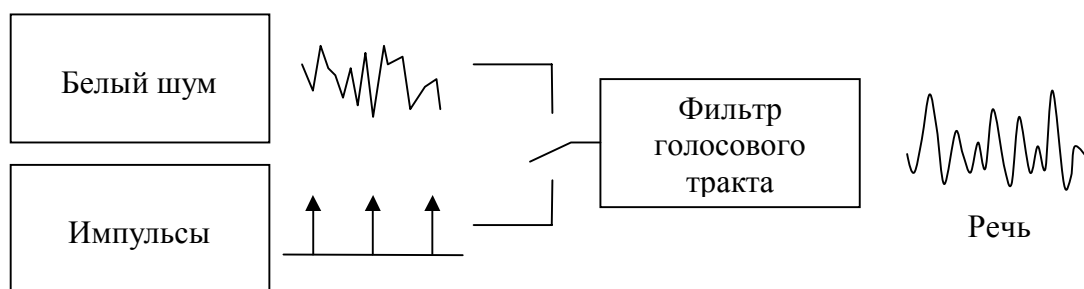 Белый шум
Импульсы
Фильтр
голосового
тракта
Речь